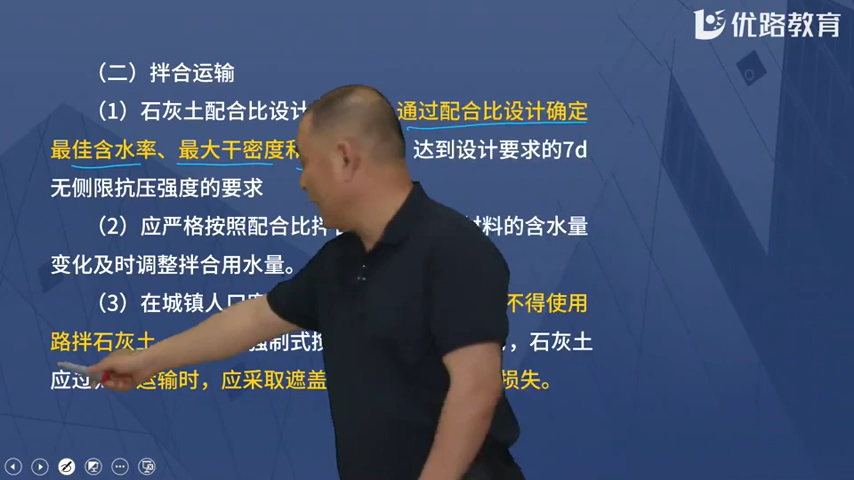 优路教育
（二）拌合运输
（1）石灰土配合比设计 通过配合比设计确定
最佳含水率、最大干密度和 达到设计要求的7d
无侧限抗压强度的要求
（2）应严格按照配合比拌 材料的含水量
变化及时调整拌合用水量。
（3）在城镇人口 不得使用
路拌石灰土 强制式 ，石灰土
应过 运输时，应采取遮盖 损失。